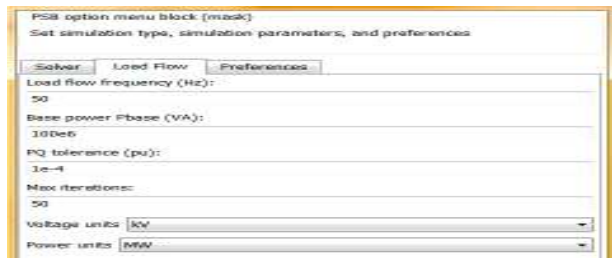 PSB option menu block (mask)
Set simulation type, simulation parameters, and preferences
Solver Load Flow Preferences
Load flow frequency (Hz):
50
Base power Pbase (VA):
100e6
PQ tolerance (pu):
1e-4
Max iterations:
50
Voltage units kV
Power units MW